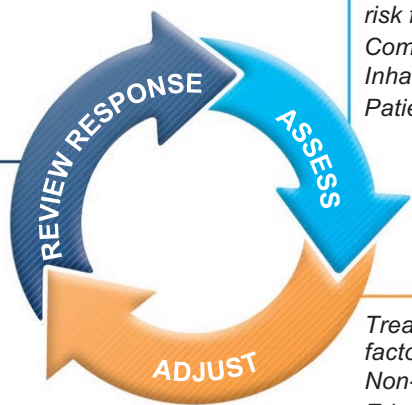 risk
Com
Inha
Patie
REVIEW RESPONSE
ASSESS
ADJUST
Trea
facto
Non-